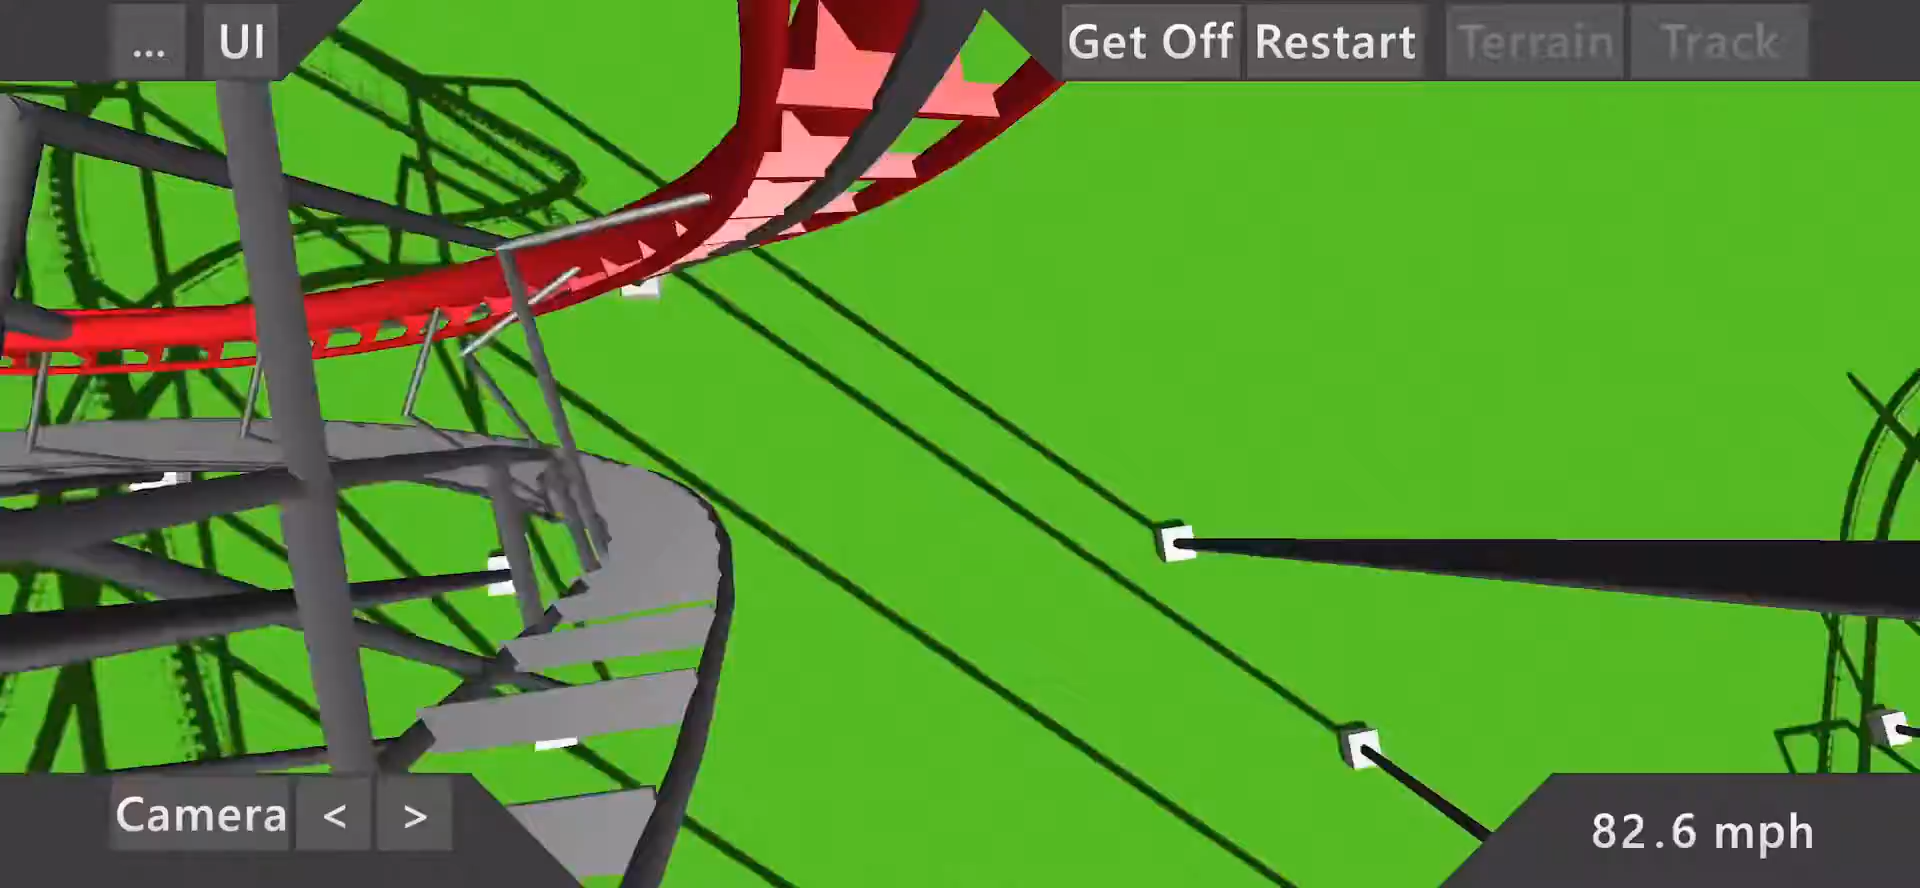 ... UI Get Off Restart Terrain Track
Camera < > 82.6 mph